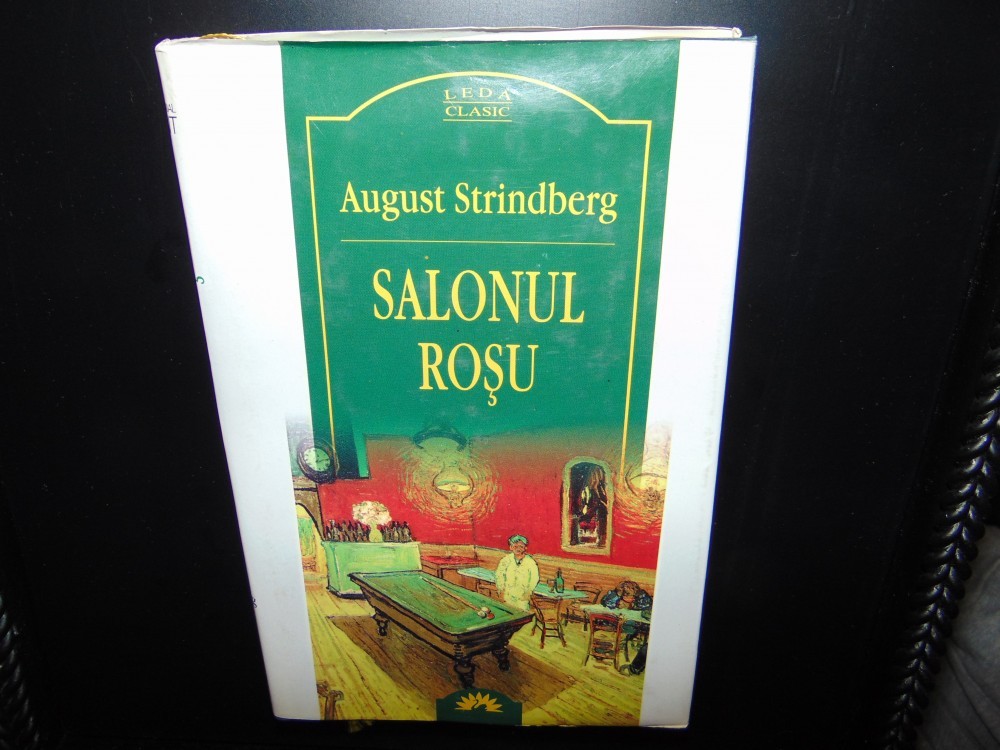 LEDA
CLASIC
August Strindberg
SALONUL
ROŞU